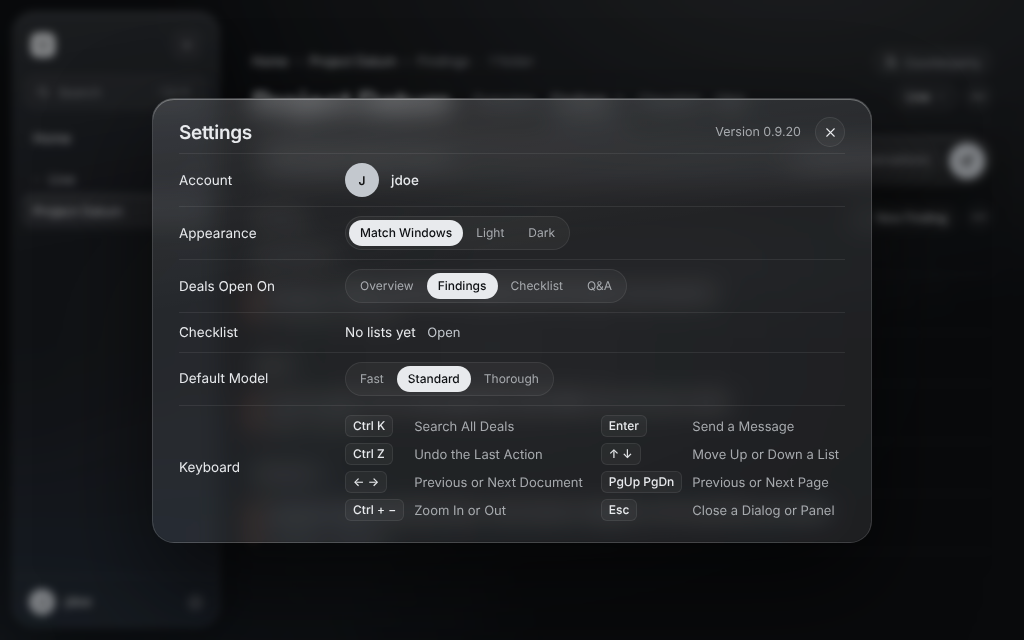 Settings
Version 0.9.20
Account
J
jdoe
Appearance
Match Windows Light Dark
Deals Open On
Overview Findings Checklist Q&A
Checklist
No lists yet Open
Default Model
Fast Standard Thorough
Keyboard
Ctrl K Search All Deals Enter Send a Message
Ctrl Z Undo the Last Action ↑ ↓ Move Up or Down a List
← → Previous or Next Document PgUp PgDn Previous or Next Page
Ctrl + − Zoom In or Out Esc Close a Dialog or Panel